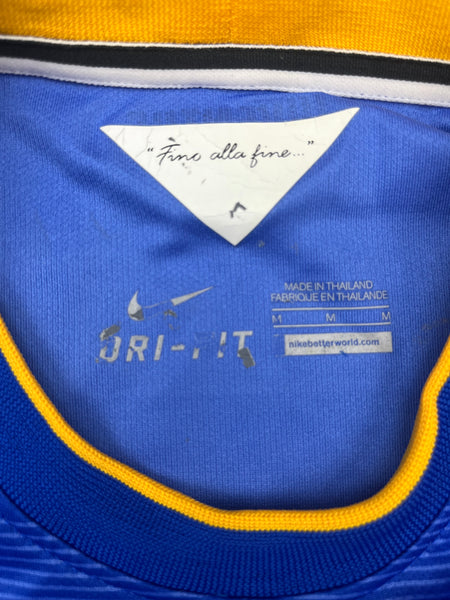 "Fino alla fine..."
MADE IN THAILAND
FABRIQUE EN THAILANDE
M M M
DRI-FIT
nikebetterworld.com